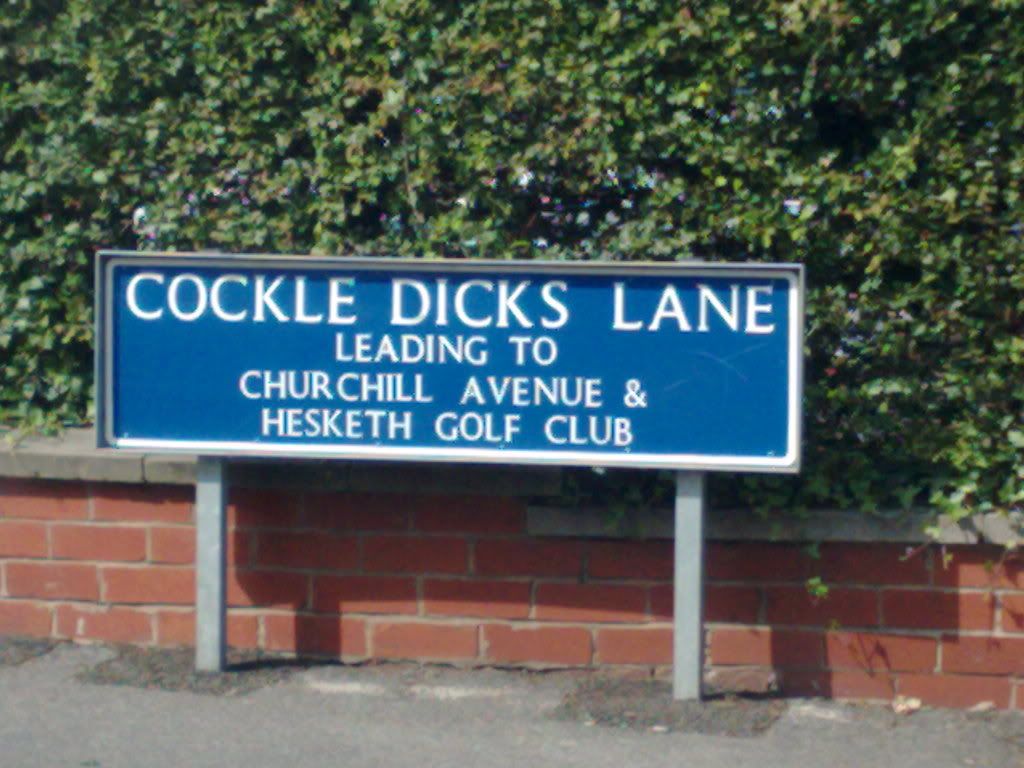 COCKLE DICKS LANE
LEADING TO
CHURCHILL AVENUE &
HESKETH GOLF CLUB